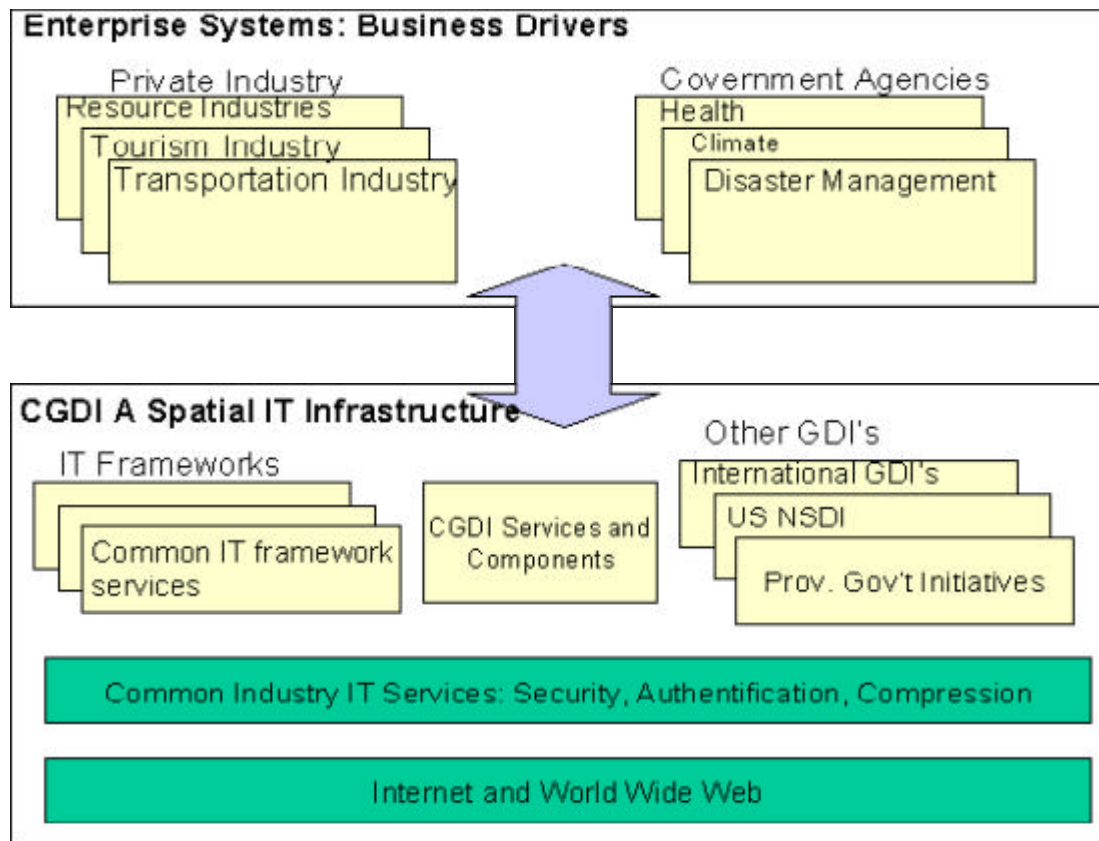 Enterprise Systems: Business Drivers
Private Industry
Resource Industries
Tourism Industry
Transportation Industry
Government Agencies
Health
Climate
Disaster Management
CGDI A Spatial IT Infrastructure
IT Frameworks
Common IT framework
services
CGDI Services and
Components
Other GDI's
International GDI's
US NSDI
Prov. Gov't Initiatives
Common Industry IT Services: Security, Authentification, Compression
Internet and World Wide Web